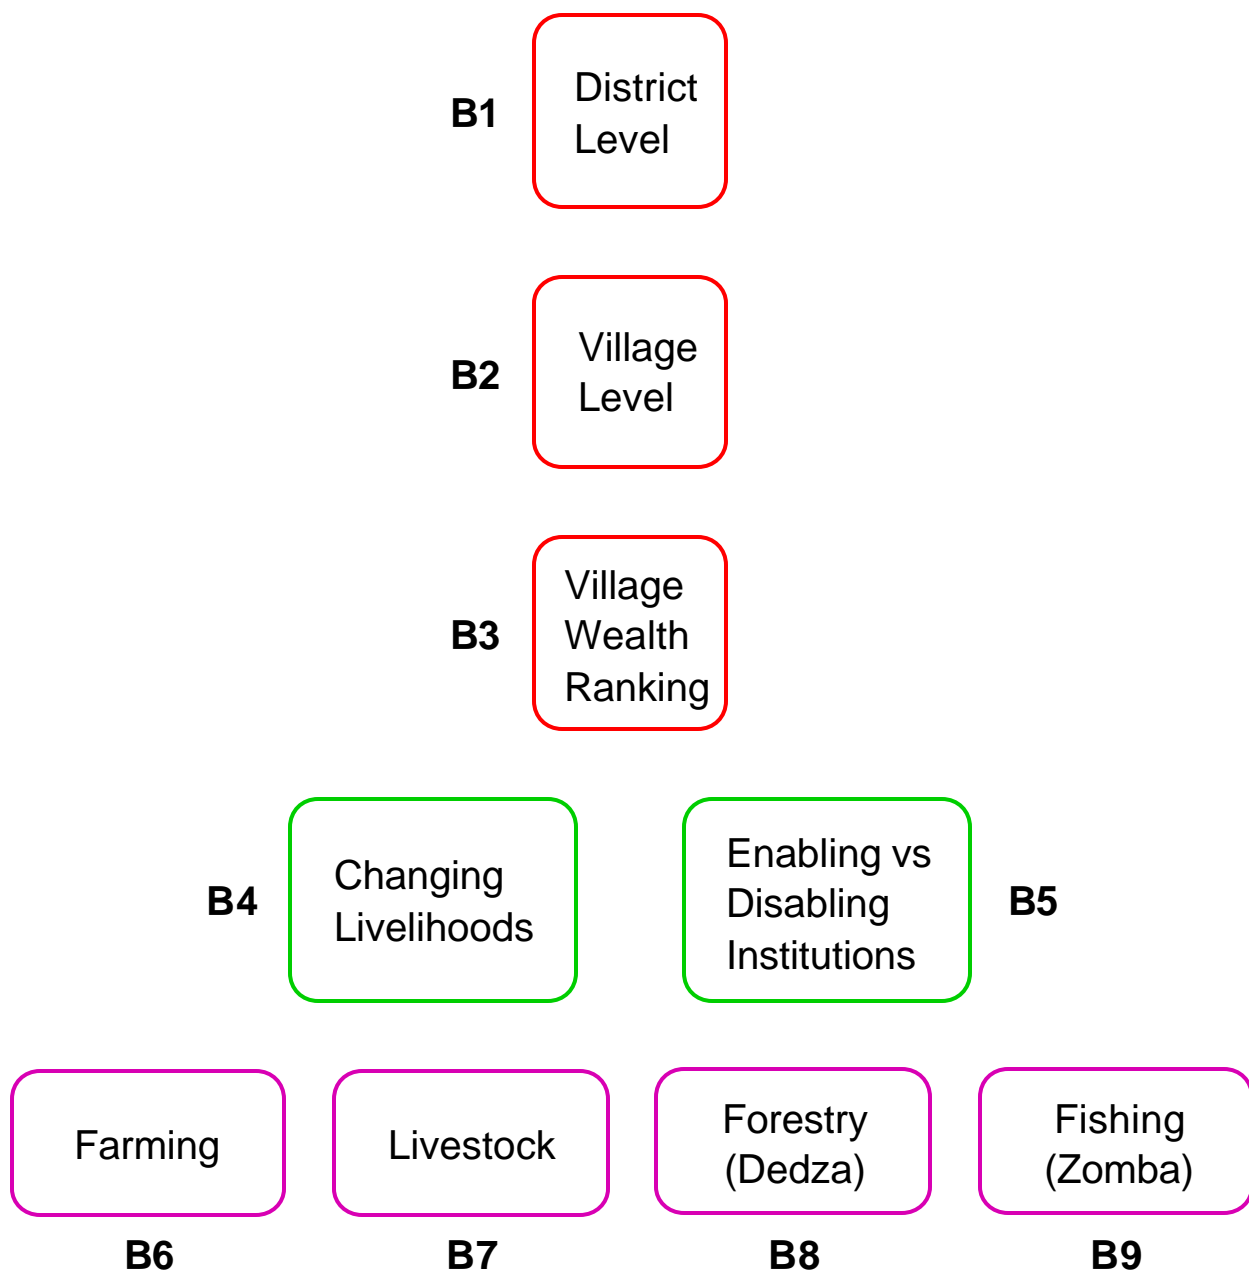 B1
District
Level
B2
Village
Level
B3
Village
Wealth
Ranking
B4
Changing
Livelihoods
Enabling vs
Disabling
Institutions
B5
Farming
Livestock
Forestry
(Dedza)
Fishing
(Zomba)
B6
B7
B8
B9